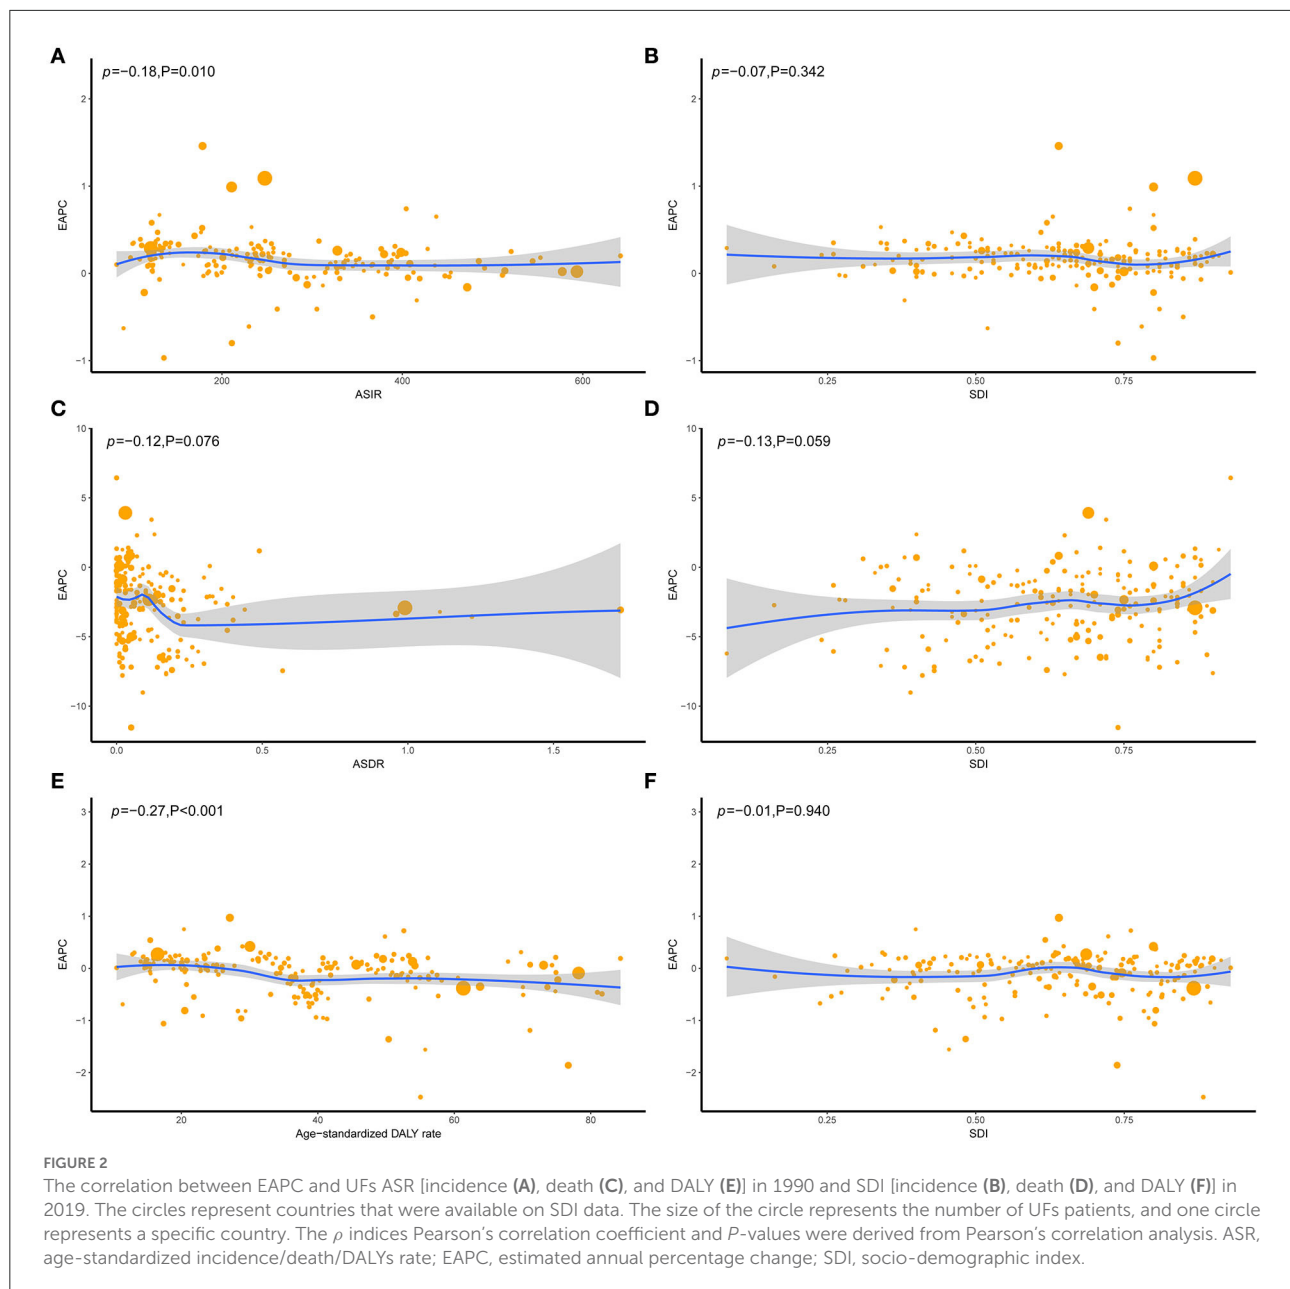 A
p=−0.18,P=0.010
2
1
0
−1
EAPC
200
400
600
ASIR
B
p=−0.07,P=0.342
2
1
0
−1
EAPC
0.25
0.50
0.75
SDI
C
p=−0.12,P=0.076
10
5
0
−5
−10
EAPC
0.0
0.5
1.0
1.5
ASDR
D
p=−0.13,P=0.059
10
5
0
−5
−10
EAPC
0.25
0.50
0.75
SDI
E
p=−0.27,P<0.001
3
2
1
0
−1
−2
EAPC
20
40
60
80
Age−standardized DALY rate
F
p=−0.01,P=0.940
3
2
1
0
−1
−2
EAPC
0.25
0.50
0.75
SDI
FIGURE 2
The correlation between EAPC and UFs ASR [incidence (A), death (C), and DALY (E)] in 1990 and SDI [incidence (B), death (D), and DALY (F)] in
2019. The circles represent countries that were available on SDI data. The size of the circle represents the number of UFs patients, and one circle
represents a specific country. The ρ indices Pearson’s correlation coefficient and P-values were derived from Pearson’s correlation analysis. ASR,
age-standardized incidence/death/DALYs rate; EAPC, estimated annual percentage change; SDI, socio-demographic index.